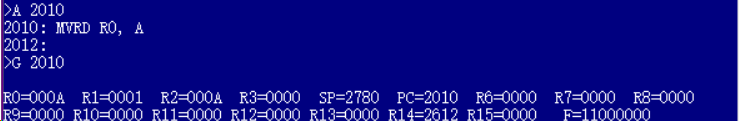 >A 2010
2010: MVRD R0, A
2012:
>G 2010
R0=000A R1=0001 R2=000A R3=0000 SP=2780 PC=2010 R6=0000 R7=0000 R8=0000
R9=0000 R10=0000 R11=0000 R12=0000 R13=0000 R14=2612 R15=0000 F=11000000